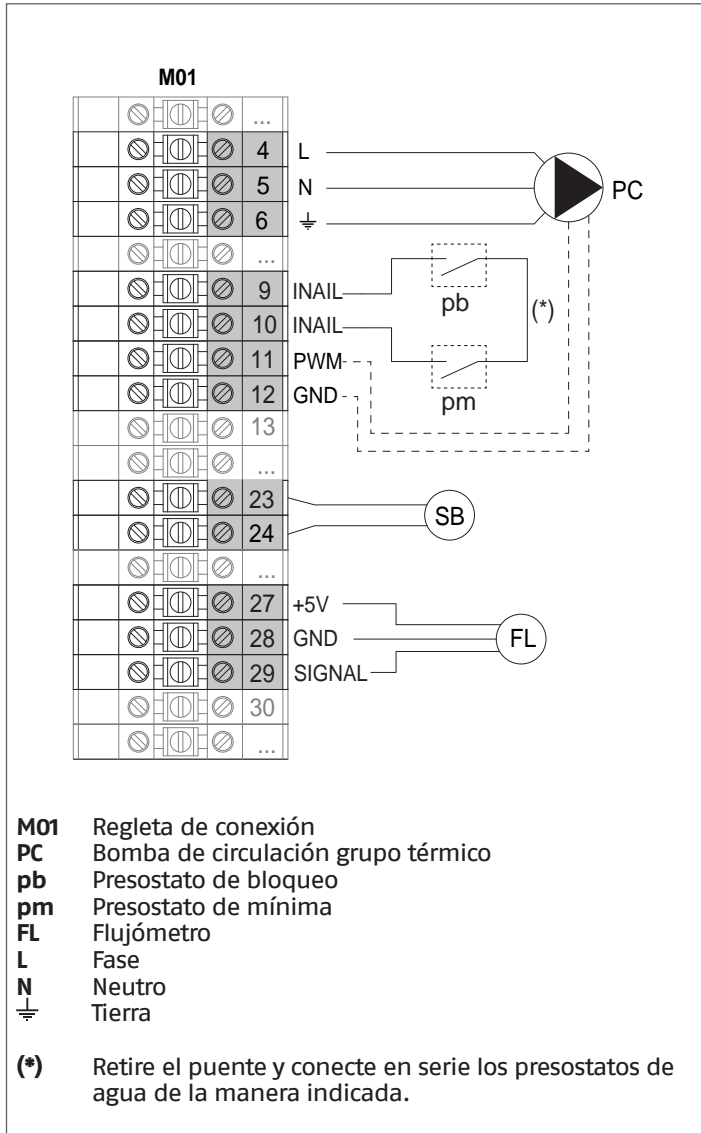 M01
...
4 L
5 N PC
6
...
9 INAIL
pb (*)
10 INAIL
11 PWM
pm
12 GND
13
...
23
SB
24
...
27 +5V
28 GND FL
29 SIGNAL
30
...
M01 Regleta de conexión
PC Bomba de circulación grupo térmico
pb Presostato de bloqueo
pm Presostato de mínima
FL Flujómetro
L Fase
N Neutro
⏚ Tierra
(*) Retire el puente y conecte en serie los presostatos de
agua de la manera indicada.